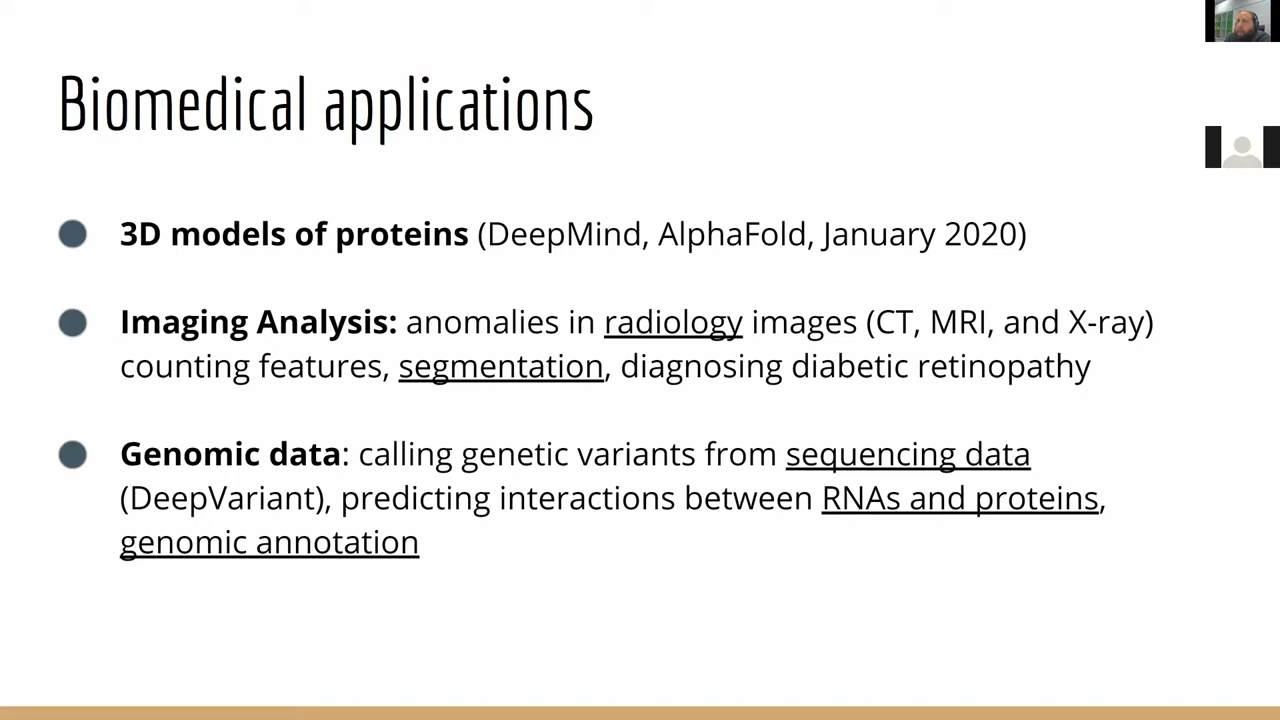 Biomedical applications
3D models of proteins (DeepMind, AlphaFold, January 2020)
Imaging Analysis: anomalies in radiology images (CT, MRI, and X-ray)
counting features, segmentation, diagnosing diabetic retinopathy
Genomic data: calling genetic variants from sequencing data
(DeepVariant), predicting interactions between RNAs and proteins,
genomic annotation